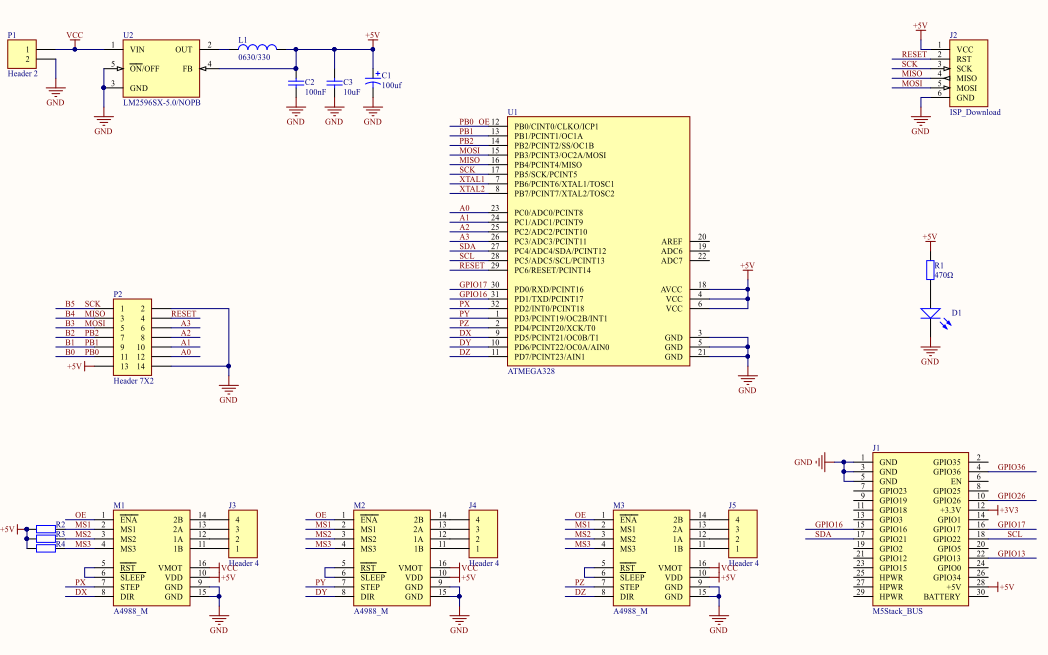 P1
1
2
Header 2
VCC
GND
U2
1 VIN OUT 2
5 ON/OFF FB 4
3 GND
LM2596SX-5.0/NOPB
GND
L1
0630/330
+5V
C2
100nF
C3
10uF
C1
100uf
GND GND GND
+5V
J2
1 VCC
RESET 2 RST
SCK 3 SCK
MISO 4 MISO
MOSI 5 MOSI
6 GND
ISP_Download
GND
U1
PB0 OE 12 PB0/CINT0/CLKO/ICP1
PB1 13 PB1/PCINT1/OC1A
PB2 14 PB2/PCINT2/SS/OC1B
MOSI 15 PB3/PCINT3/OC2A/MOSI
MISO 16 PB4/PCINT4/MISO
SCK 17 PB5/SCK/PCINT5
XTAL1 7 PB6/PCINT6/XTAL1/TOSC1
XTAL2 8 PB7/PCINT7/XTAL2/TOSC2
A0 23 PC0/ADC0/PCINT8
A1 24 PC1/ADC1/PCINT9
A2 25 PC2/ADC2/PCINT10
A3 26 PC3/ADC3/PCINT11 AREF 20
SDA 27 PC4/ADC4/SDA/PCINT12 ADC6 19
SCL 28 PC5/ADC5/SCL/PCINT13 ADC7 22
RESET 29 PC6/RESET/PCINT14
+5V
GPIO17 30 PD0/RXD/PCINT16 AVCC 18
GPIO16 31 PD1/TXD/PCINT17 VCC 4
PX 32 PD2/INT0/PCINT18 VCC 6
PY 1 PD3/PCINT19/OC2B/INT1
PZ 2 PD4/PCINT20/XCK/T0
DX 9 PD5/PCINT21/OC0B/T1 GND 3
DY 10 PD6/PCINT22/OC0A/AIN0 GND 5
DZ 11 PD7/PCINT23/AIN1 GND 21
ATMEGA328
GND
+5V
R1
470Ω
D1
GND
P2
B5 SCK 1 2
B4 MISO 3 4 RESET
B3 MOSI 5 6 A3
B2 PB2 7 8 A2
B1 PB1 9 10 A1
B0 PB0 11 12 A0
+5V 13 14
Header 7X2
GND
+5V
R2
R3
R4
M1
OE 1 ENA 2B 14
MS1 2 MS1 2A 13
MS2 3 MS2 1A 12
MS3 4 MS3 1B 11
5 RST VMOT 16 VCC
6 SLEEP VDD 10 +5V
PX 7 STEP GND 9
DX 8 DIR GND 15
A4988_M
GND
J3
4
3
2
1
Header 4
M2
OE 1 ENA 2B 14
MS1 2 MS1 2A 13
MS2 3 MS2 1A 12
MS3 4 MS3 1B 11
5 RST VMOT 16 VCC
6 SLEEP VDD 10 +5V
PY 7 STEP GND 9
DY 8 DIR GND 15
A4988_M
GND
J4
4
3
2
1
Header 4
M3
OE 1 ENA 2B 14
MS1 2 MS1 2A 13
MS2 3 MS2 1A 12
MS3 4 MS3 1B 11
5 RST VMOT 16 VCC
6 SLEEP VDD 10 +5V
PZ 7 STEP GND 9
DZ 8 DIR GND 15
A4988_M
GND
J5
4
3
2
1
Header 4
J1
GND 1 GND GPIO35 2
3 GND GPIO36 4 GPIO36
5 GND EN 6
7 GPIO23 GPIO25 8
9 GPIO19 GPIO26 10 GPIO26
11 GPIO18 +3.3V 12 +3V3
13 GPIO3 GPIO1 14
GPIO16 15 GPIO16 GPIO17 16 GPIO17
SDA 17 GPIO21 GPIO22 18 SCL
19 GPIO2 GPIO5 20
21 GPIO12 GPIO13 22 GPIO13
23 GPIO15 GPIO0 24
25 HPWR GPIO34 26
27 HPWR +5V 28 +5V
29 HPWR BATTERY 30
M5Stack_BUS